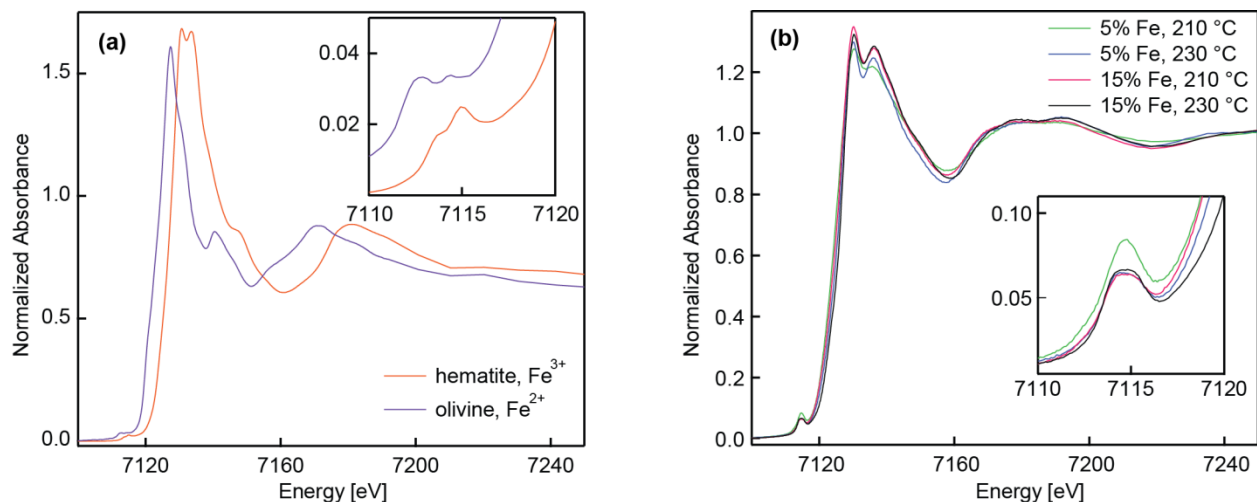 (a)
Normalized Absorbance
1.5
1.0
0.5
0.0
7120
7160
7200
7240
Energy [eV]
0.04
0.02
7110
7115
7120
hematite, Fe³⁺
olivine, Fe²⁺
(b)
Normalized Absorbance
1.2
1.0
0.8
0.6
0.4
0.2
0.0
7120
7160
7200
7240
Energy [eV]
5% Fe, 210 °C
5% Fe, 230 °C
15% Fe, 210 °C
15% Fe, 230 °C
0.10
0.05
7110
7115
7120